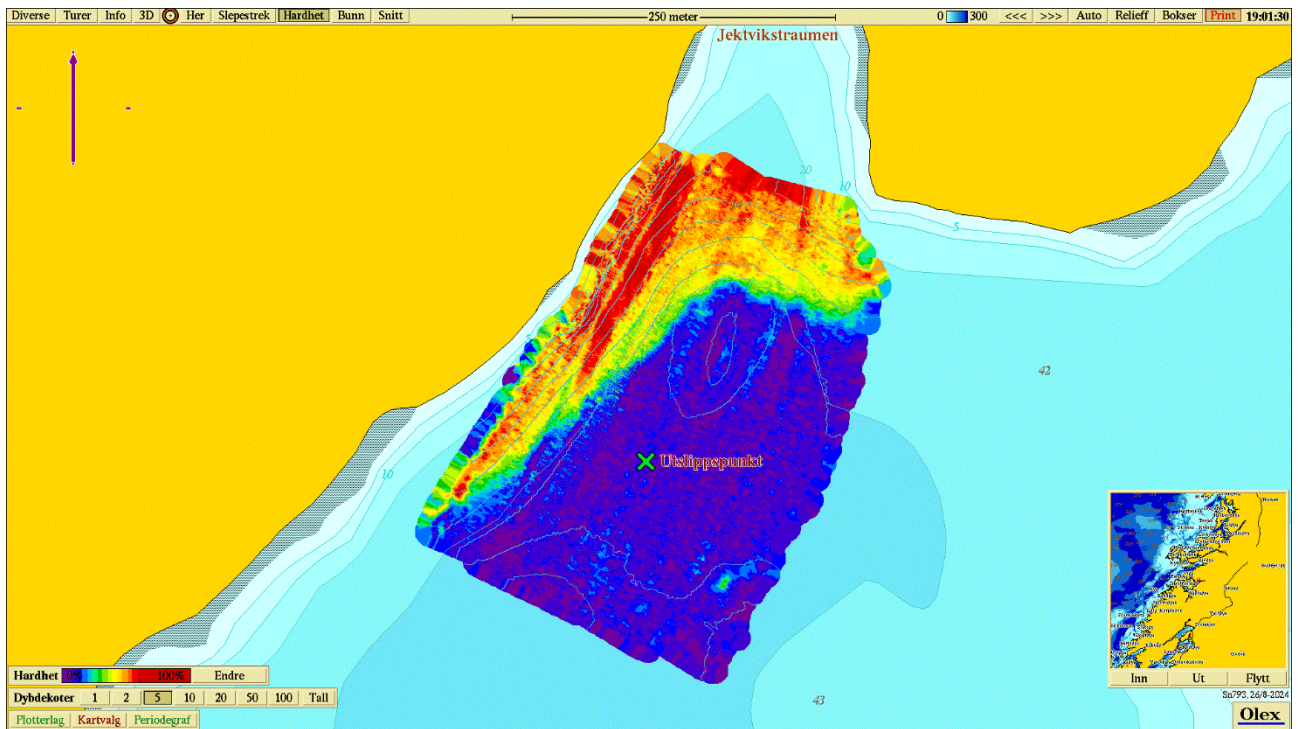 Diverse Turer Info 3D Her Slepestrek Hardhet Bunn Snitt 250 meter 0 300 <<< >>> Auto Relieff Bokser Print 19:01:30
Jektvikstraumen
20
10
5
42
Utslippspunkt
10
Hardhet 0% 100% Endre
Inn Ut Flytt
Dybdekoter 1 2 5 10 20 50 100 Tall
Sn793, 26/8-2024
43
Plotterlag Kartvalg Periodegraf
Olex